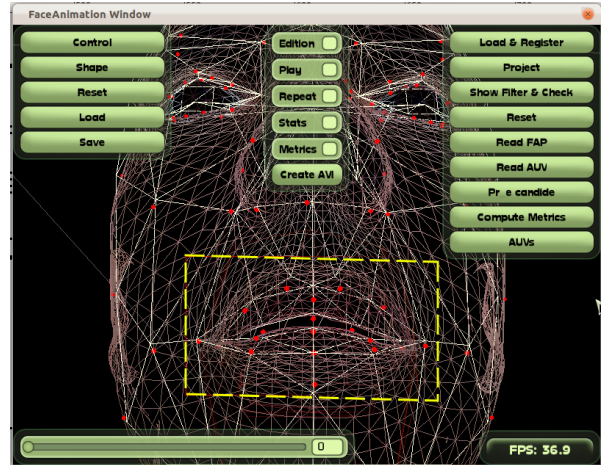 FaceAnimation Window
Control
Shape
Reset
Load
Save
Edition
Play
Repeat
Stats
Metrics
Create AVI
Load & Register
Project
Show Filter & Check
Reset
Read FAP
Read AUV
candide
Compute Metrics
AUVs
0
FPS: 36.9